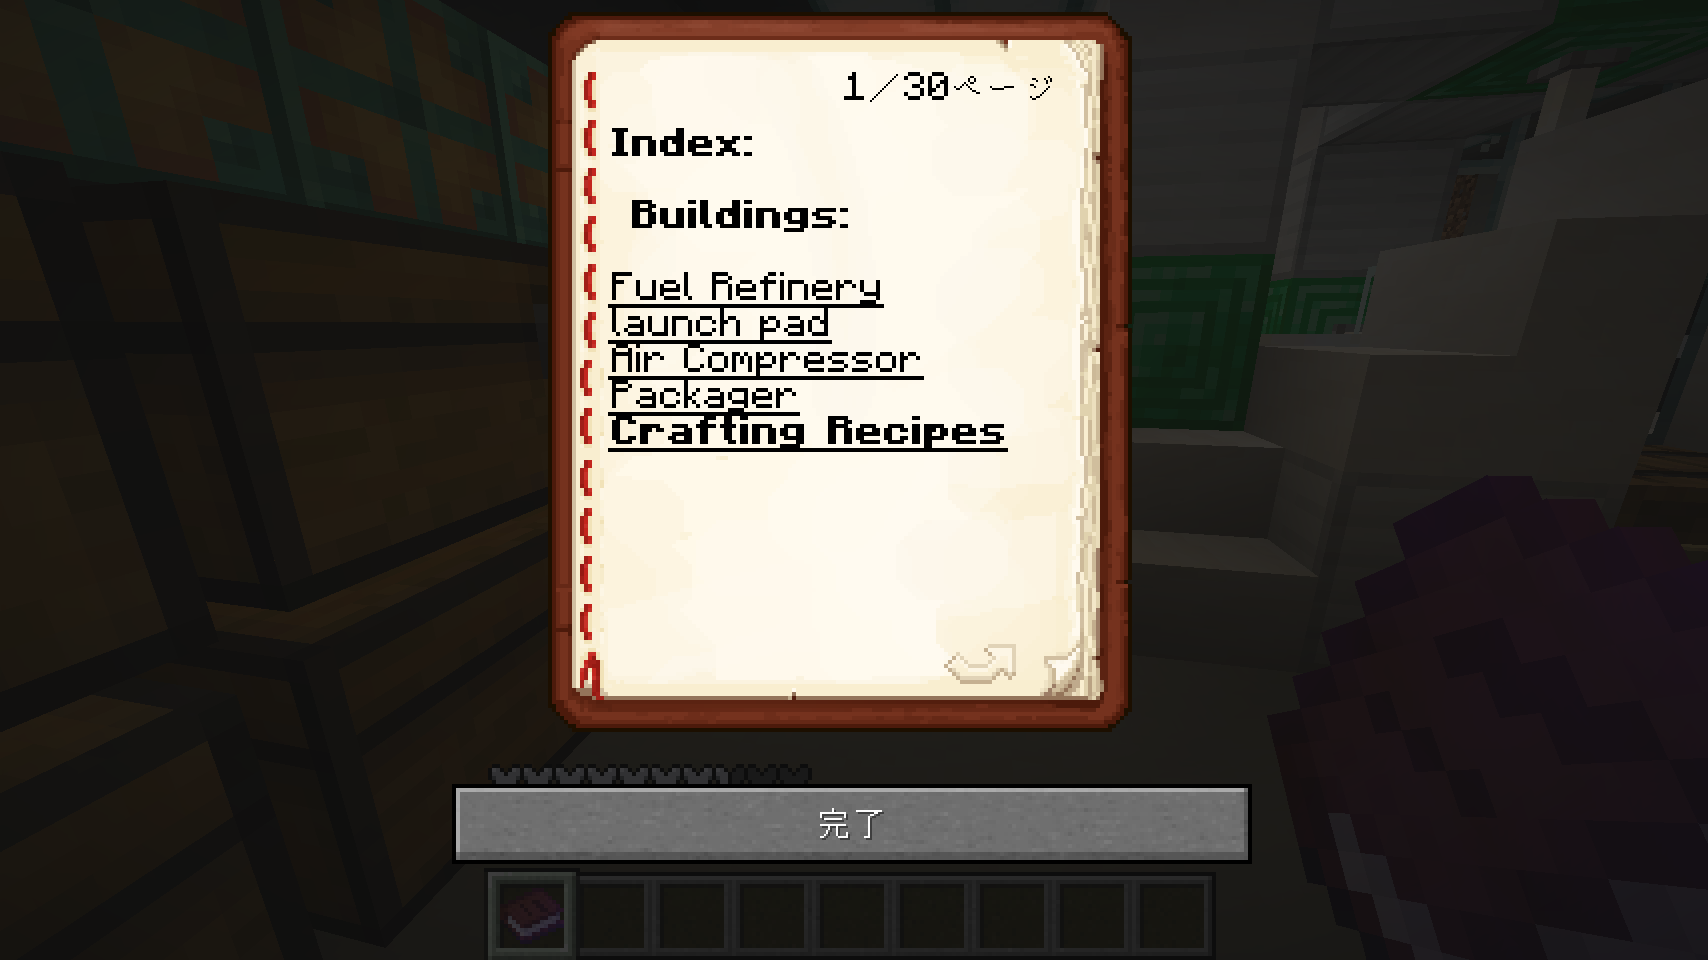 1/30ページ
Index:
Buildings:
Fuel Refinery
launch pad
Air Compressor
Packager
Crafting Recipes
完了